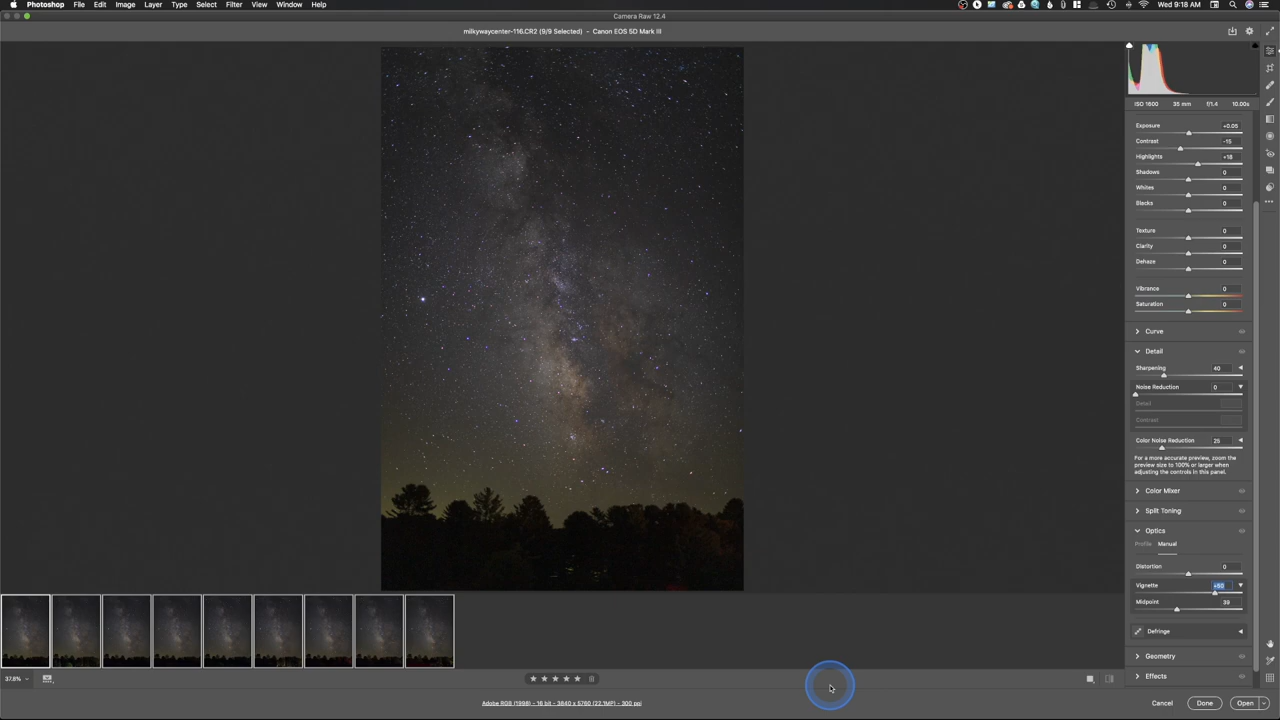 Photoshop File Edit Image Layer Type Select Filter View Window Help Wed 9:18 AM
Camera Raw 12.4
milkywaycenter-116.CR2 (9/9 Selected) - Canon EOS 5D Mark III
ISO 1600 35 mm f/1.4 10.00s
Exposure +0.05
Contrast -15
Highlights +18
Shadows 0
Whites 0
Blacks 0
Texture 0
Clarity 0
Dehaze 0
Vibrance 0
Saturation 0
Curve
Detail
Sharpening 40
Noise Reduction 0
Detail
Contrast
Color Noise Reduction 25
For a more accurate preview, zoom the
preview size to 100% or larger when
adjusting the controls in this panel.
Color Mixer
Split Toning
Optics
Profile Manual
Distortion 0
Vignette +50
Midpoint 39
Defringe
Geometry
Effects
37.8%
Adobe RGB (1998) - 16 bit - 3840 x 5760 (22.1MP) - 300 ppi
Cancel Done Open